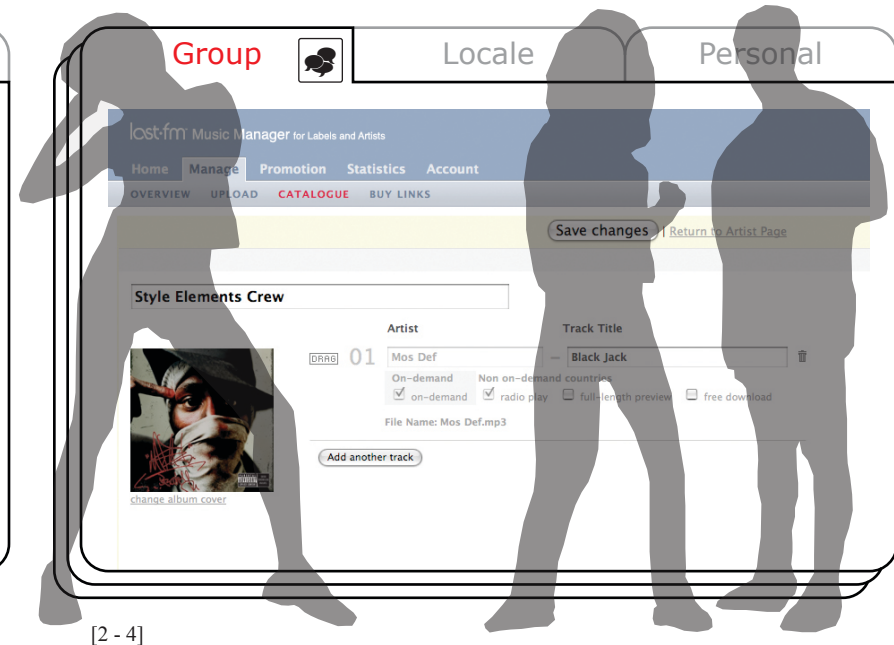 Group Locale Personal
lost·fm Music Manager for Labels and Artists
Home Manage Promotion Statistics Account
OVERVIEW UPLOAD CATALOGUE BUY LINKS
Save changes | Return to Artist Page
Style Elements Crew
Artist Track Title
DRAG 01 Mos Def — Black Jack
On-demand Non on-demand countries
on-demand radio play full-length preview free download
File Name: Mos Def.mp3
Add another track
change album cover
[2 - 4]